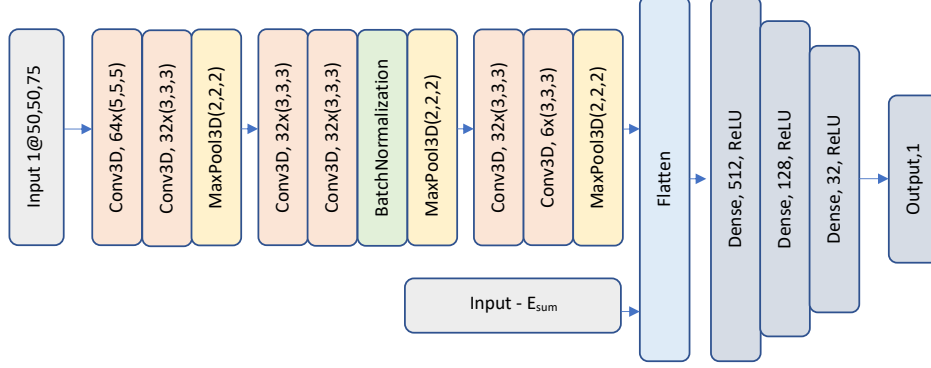 Input 1@50,50,75
Conv3D, 64x(5,5,5)
Conv3D, 32x(3,3,3)
MaxPool3D(2,2,2)
Conv3D, 32x(3,3,3)
Conv3D, 32x(3,3,3)
BatchNormalization
MaxPool3D(2,2,2)
Conv3D, 32x(3,3,3)
Conv3D, 6x(3,3,3)
MaxPool3D(2,2,2)
Input - Esum
Flatten
Dense, 512, ReLU
Dense, 128, ReLU
Dense, 32, ReLU
Output,1